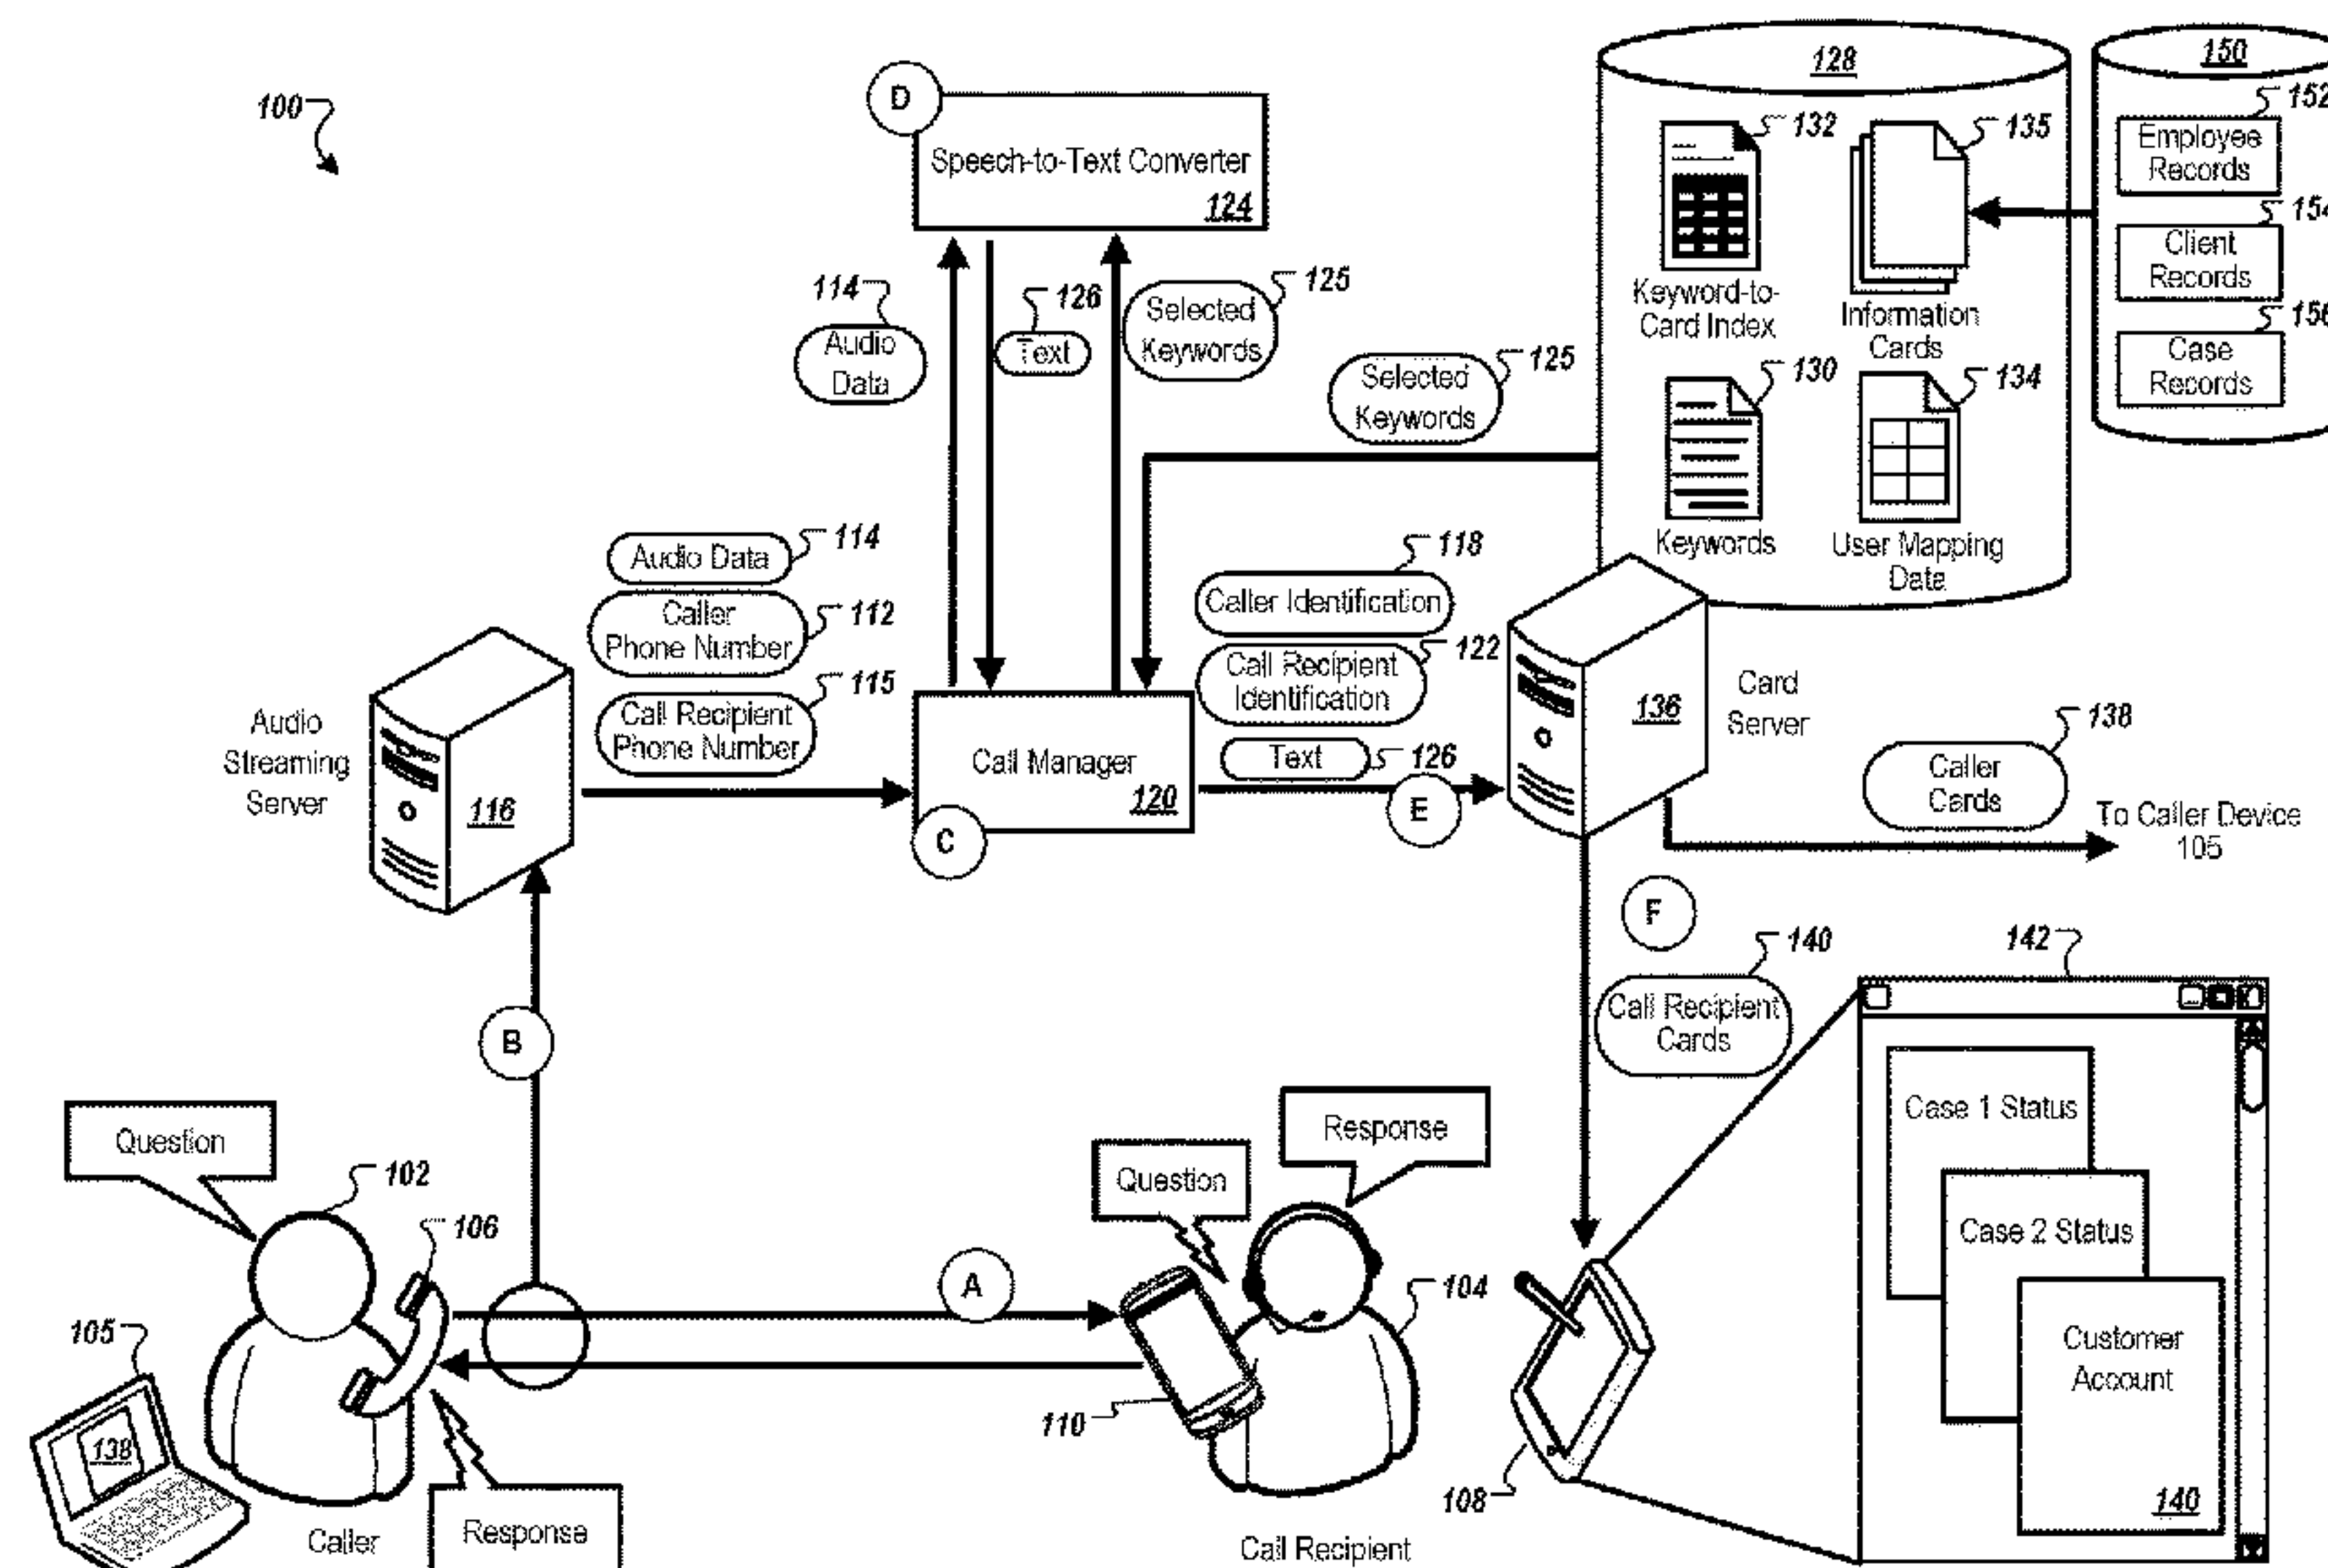 100
D
Speech-to-Text Converter
124
128
132
135
Keyword-to-
Card Index
Information
Cards
130
134
Keywords
User Mapping
Data
150
152
Employee
Records
154
Client
Records
156
Case
Records
114
Audio
Data
126
Text
125
Selected
Keywords
125
Selected
Keywords
Audio Data
114
Caller
Phone Number
112
Call Recipient
Phone Number
115
Audio
Streaming
Server
116
Call Manager
120
C
118
Caller Identification
Call Recipient
Identification
122
Text
126
E
136
Card
Server
138
Caller
Cards
To Caller Device
105
F
140
Call Recipient
Cards
142
Case 1 Status
Case 2 Status
Customer
Account
140
B
Question
102
106
A
105
138
Caller
Response
Question
Response
104
110
Call Recipient
108